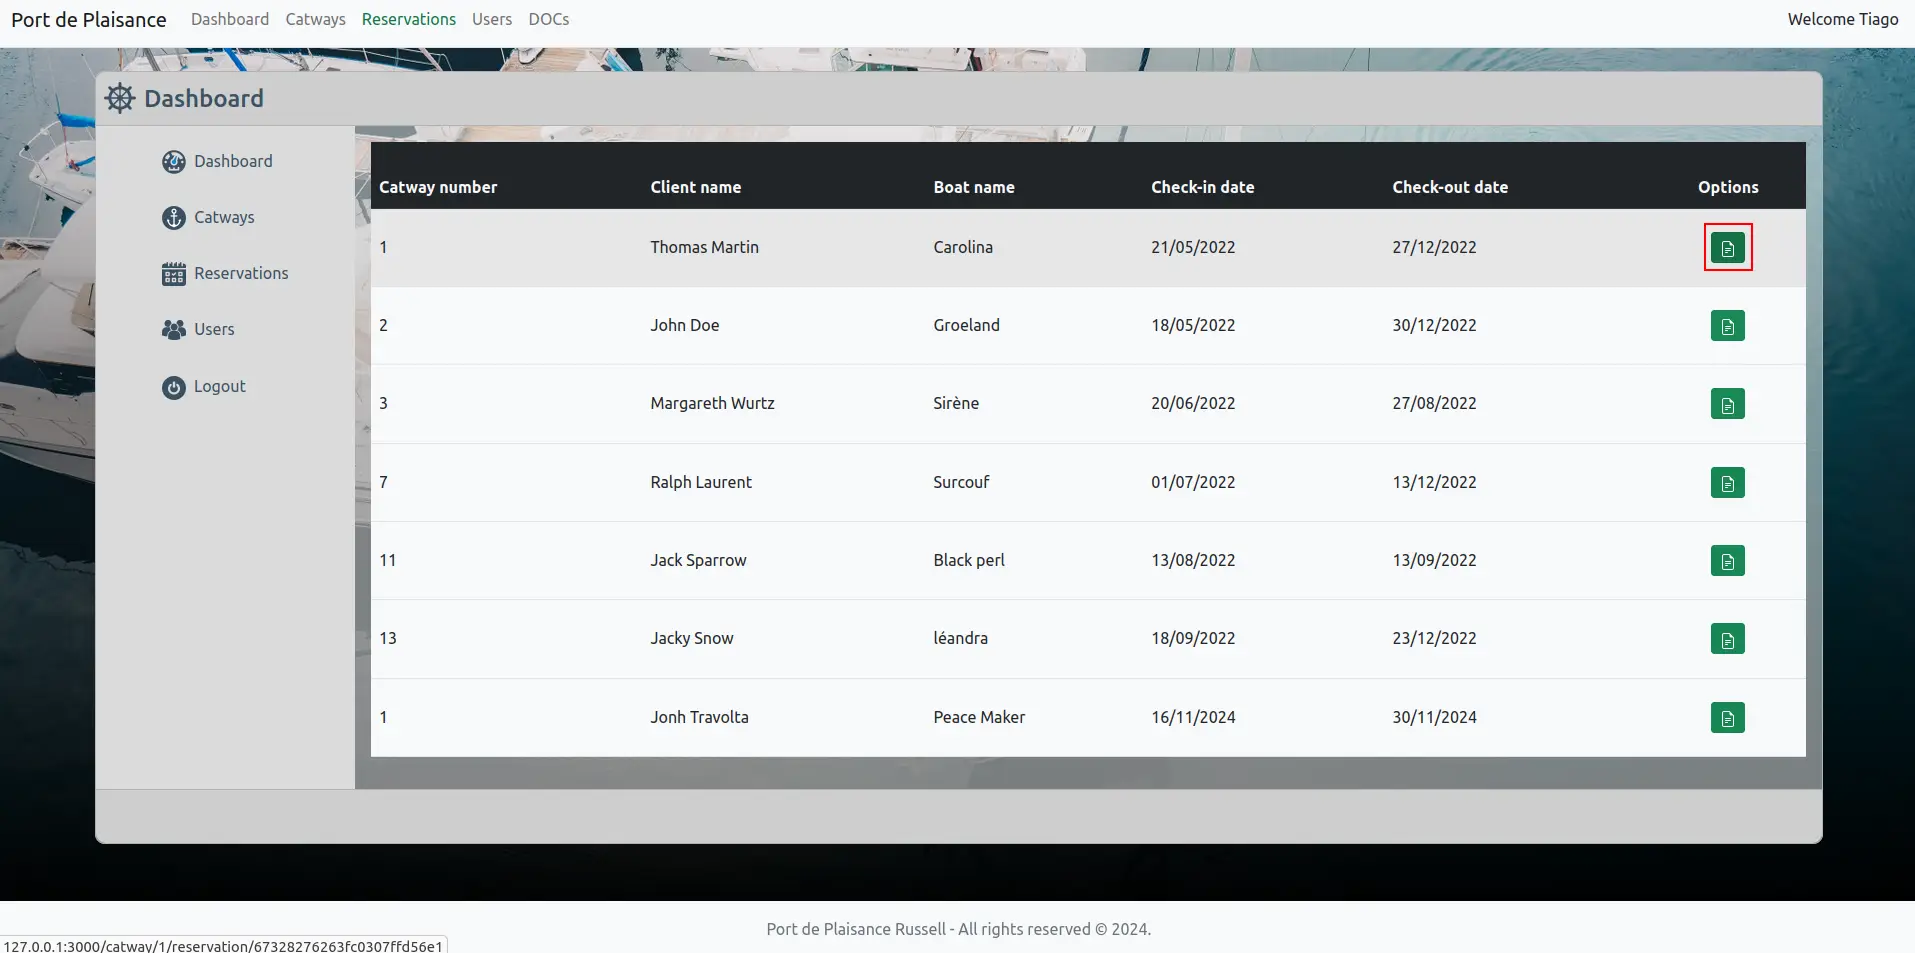 Port de Plaisance Dashboard Catways Reservations Users DOCs Welcome Tiago
Dashboard
Dashboard
Catways
Reservations
Users
Logout
Catway number Client name Boat name Check-in date Check-out date Options
1 Thomas Martin Carolina 21/05/2022 27/12/2022
2 John Doe Groeland 18/05/2022 30/12/2022
3 Margareth Wurtz Sirène 20/06/2022 27/08/2022
7 Ralph Laurent Surcouf 01/07/2022 13/12/2022
11 Jack Sparrow Black perl 13/08/2022 13/09/2022
13 Jacky Snow léandra 18/09/2022 23/12/2022
1 Jonh Travolta Peace Maker 16/11/2024 30/11/2024
Port de Plaisance Russell - All rights reserved © 2024.
127.0.0.1:3000/catway/1/reservation/67328276263fc0307ffd56e1